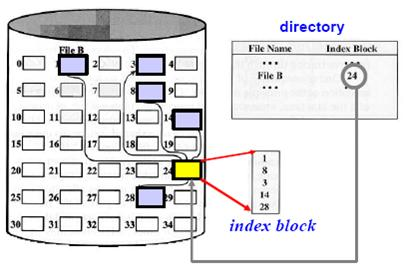 directory
File Name Index Block
• • • • • •
File B 24
• • • • • •
File B
0 1 2 3 4
5 6 7 8 9
10 11 12 13 14
15 16 17 18 19
20 21 22 23 24
25 26 27 28 29
30 31 32 33 34
1
8
3
14
28
index block